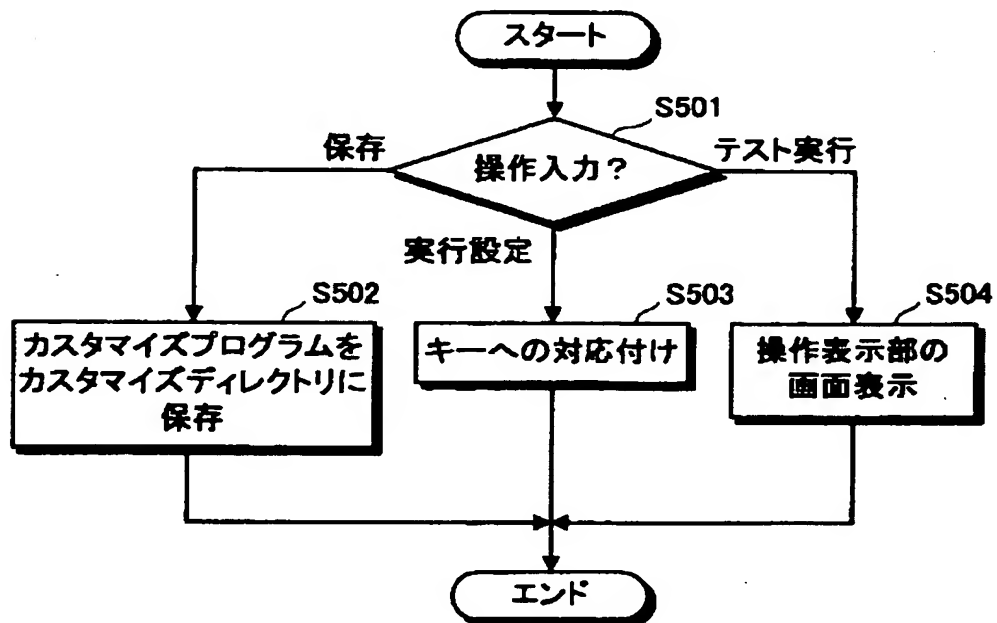 スタート
S501
操作入力?
保存
テスト実行
実行設定
S502
カスタマイズプログラムを
カスタマイズディレクトリに
保存
S503
キーへの対応付け
S504
操作表示部の
画面表示
エンド